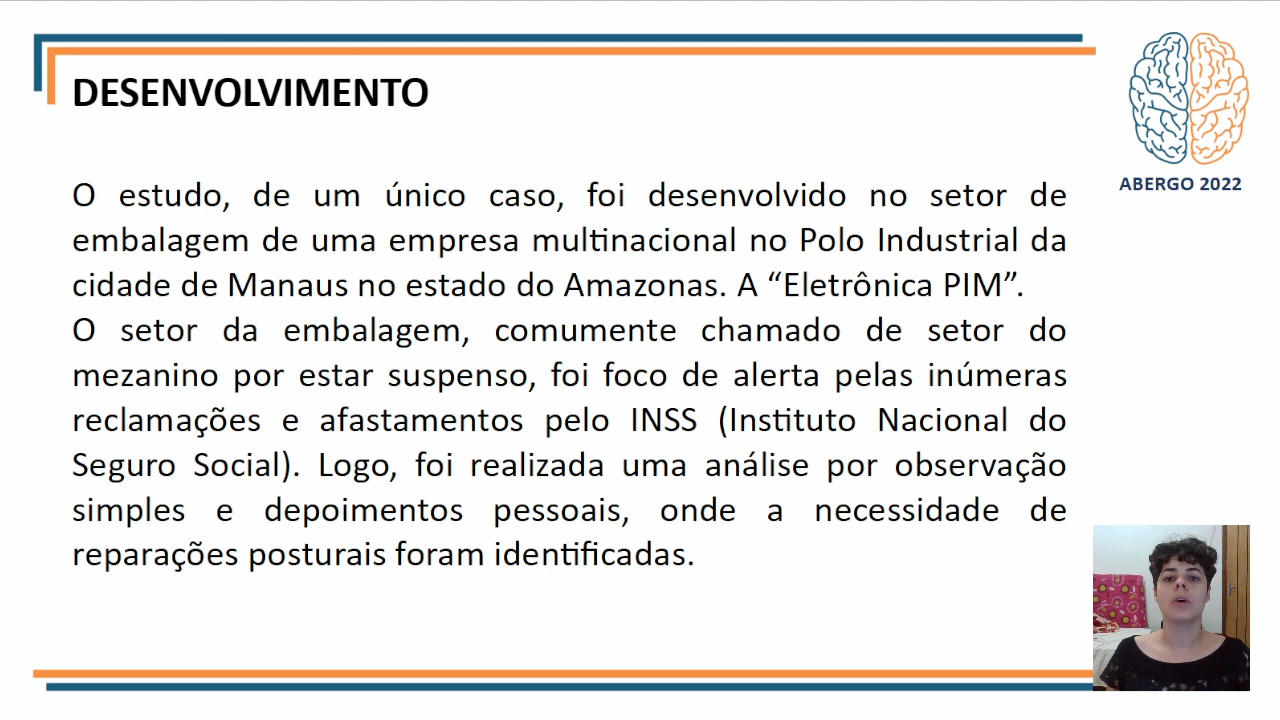 DESENVOLVIMENTO
ABERGO 2022
O estudo, de um único caso, foi desenvolvido no setor de
embalagem de uma empresa multinacional no Polo Industrial da
cidade de Manaus no estado do Amazonas. A “Eletrônica PIM”.
O setor da embalagem, comumente chamado de setor do
mezanino por estar suspenso, foi foco de alerta pelas inúmeras
reclamações e afastamentos pelo INSS (Instituto Nacional do
Seguro Social). Logo, foi realizada uma análise por observação
simples e depoimentos pessoais, onde a necessidade de
reparações posturais foram identificadas.